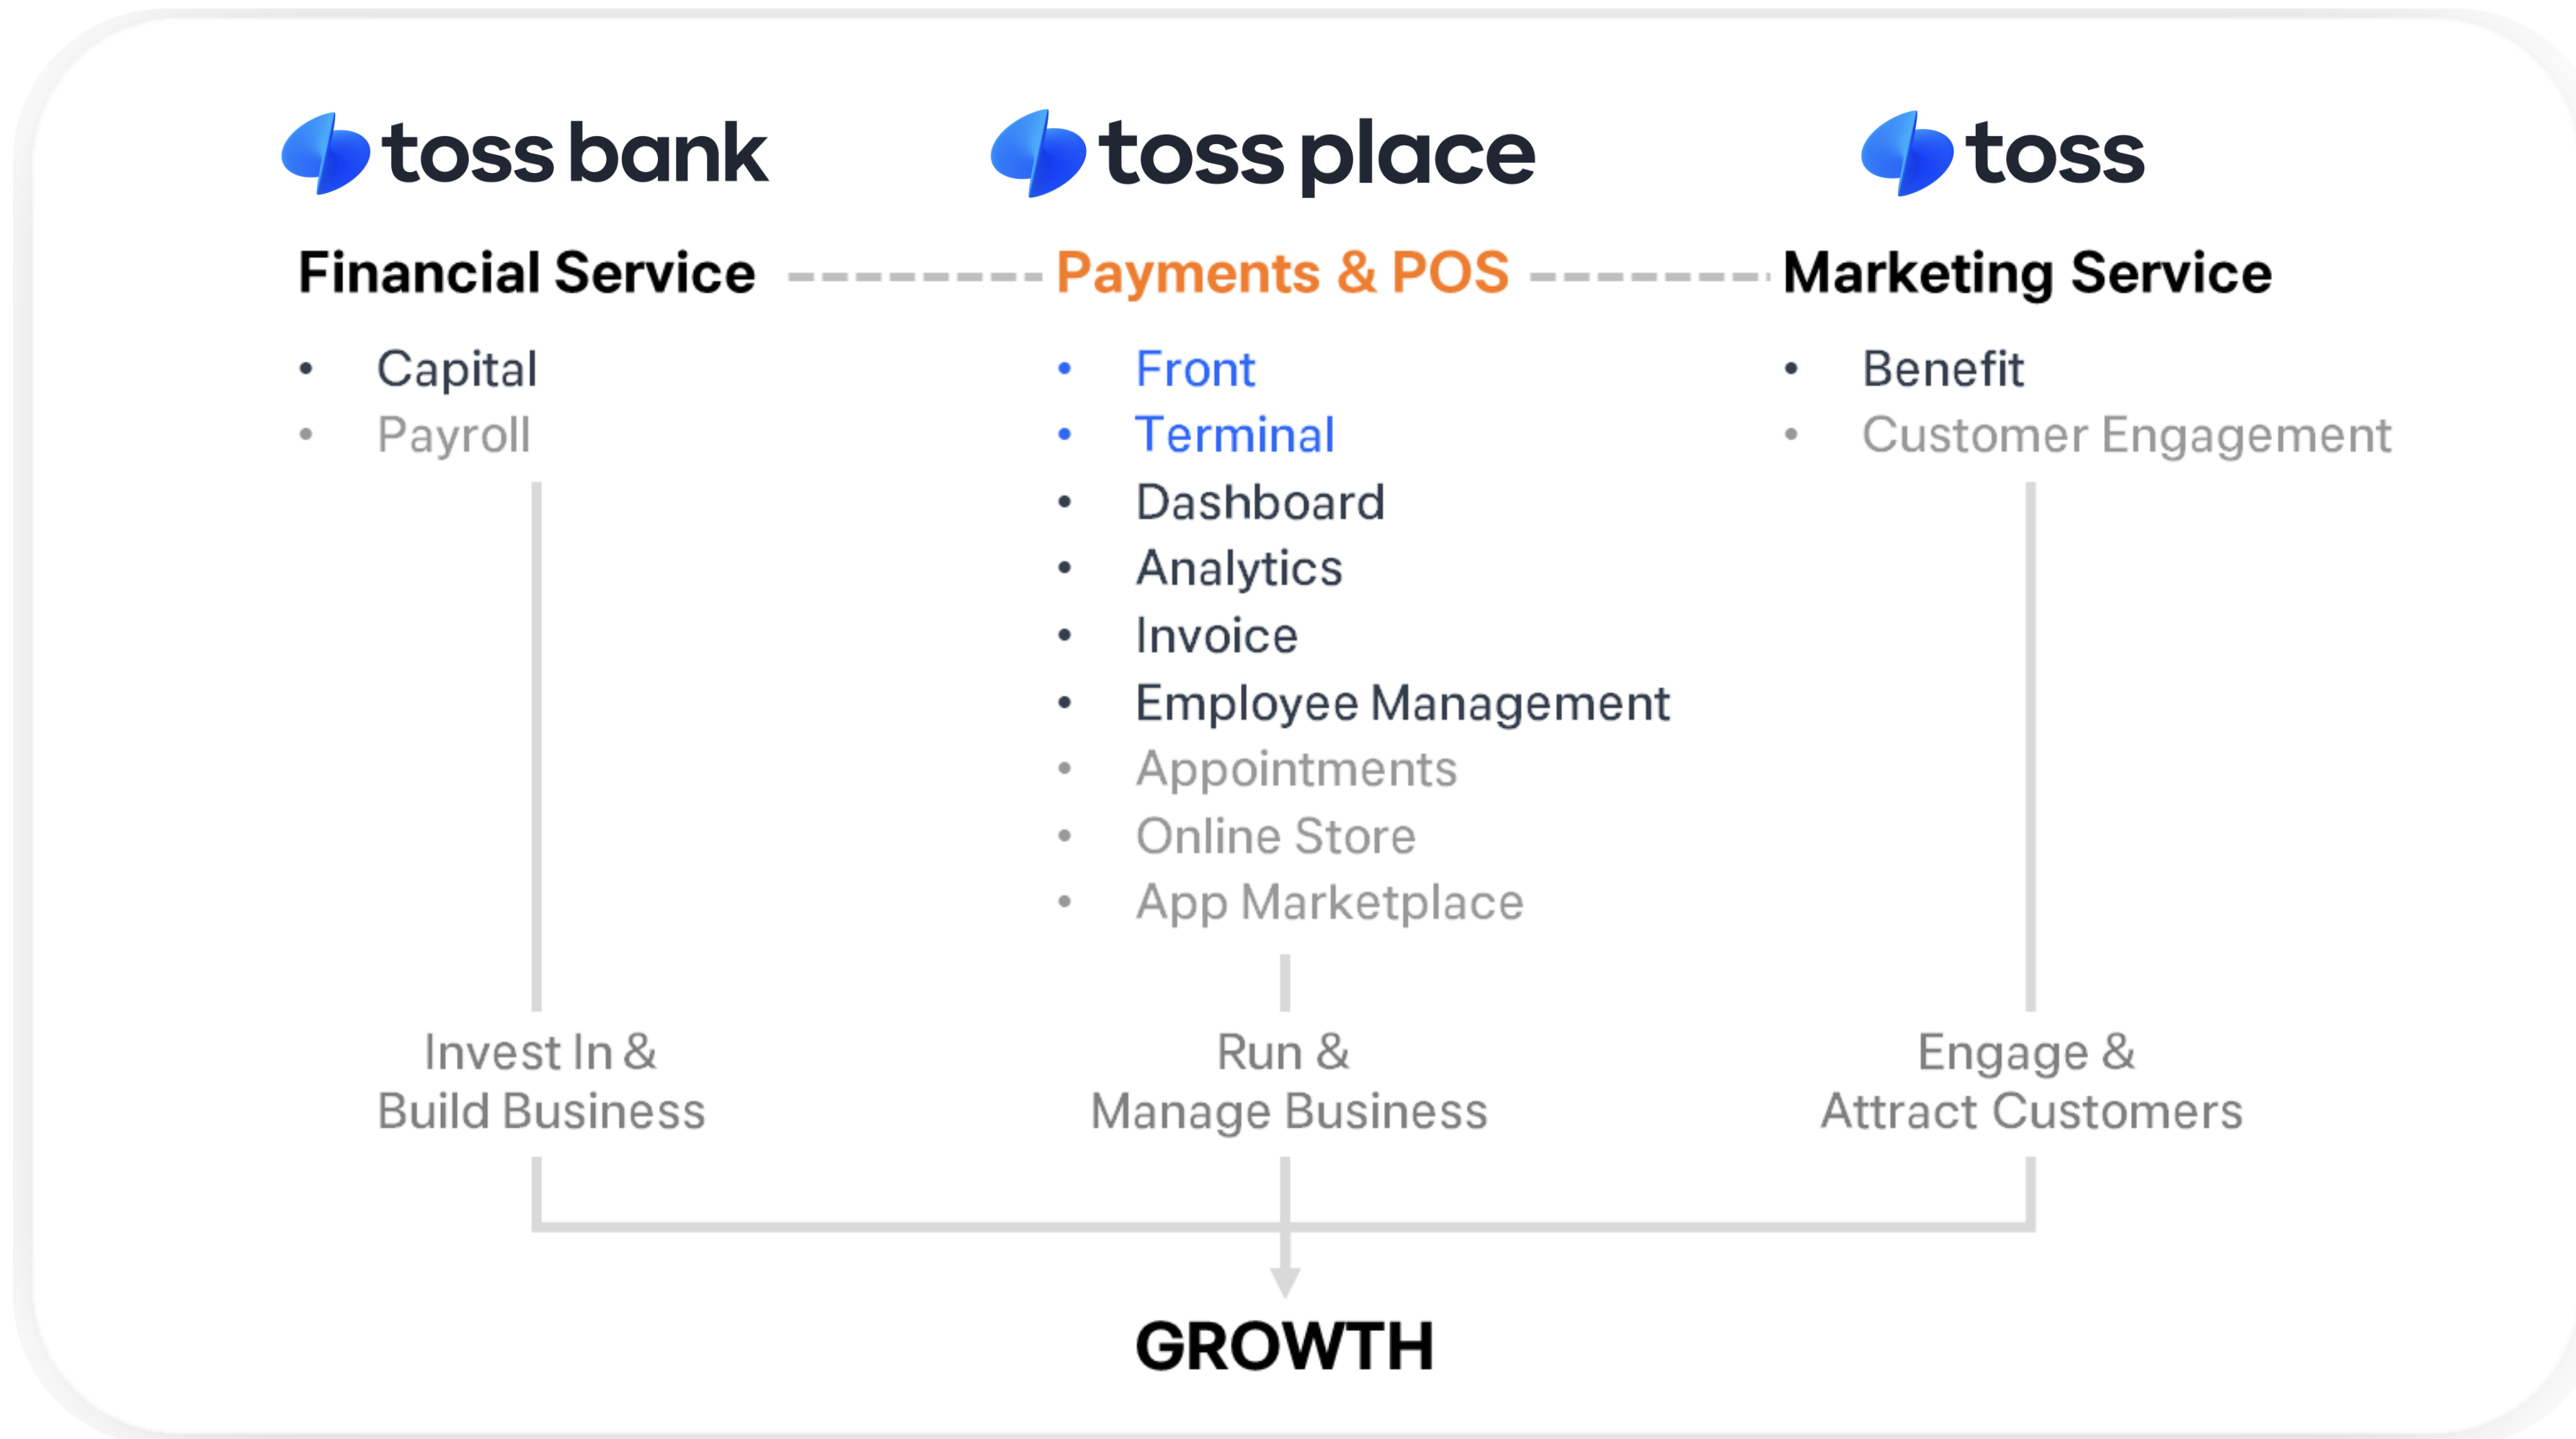 toss bank
Financial Service
• Capital
• Payroll
Invest In &
Build Business
toss place
Payments & POS
• Front
• Terminal
• Dashboard
• Analytics
• Invoice
• Employee Management
• Appointments
• Online Store
• App Marketplace
Run &
Manage Business
toss
Marketing Service
• Benefit
• Customer Engagement
Engage &
Attract Customers
GROWTH